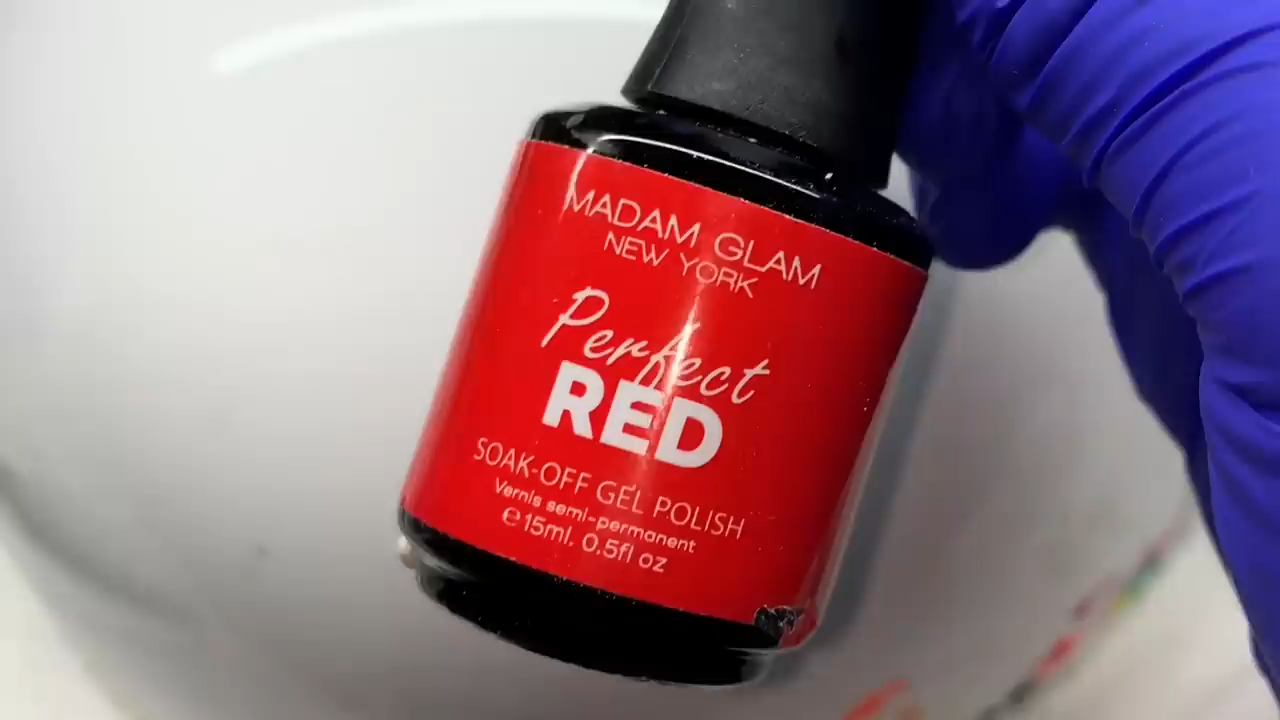 MADAM GLAM
NEW YORK
Perfect
RED
SOAK-OFF GEL POLISH
Vernis semi-permanent
℮15ml. 0.5fl oz